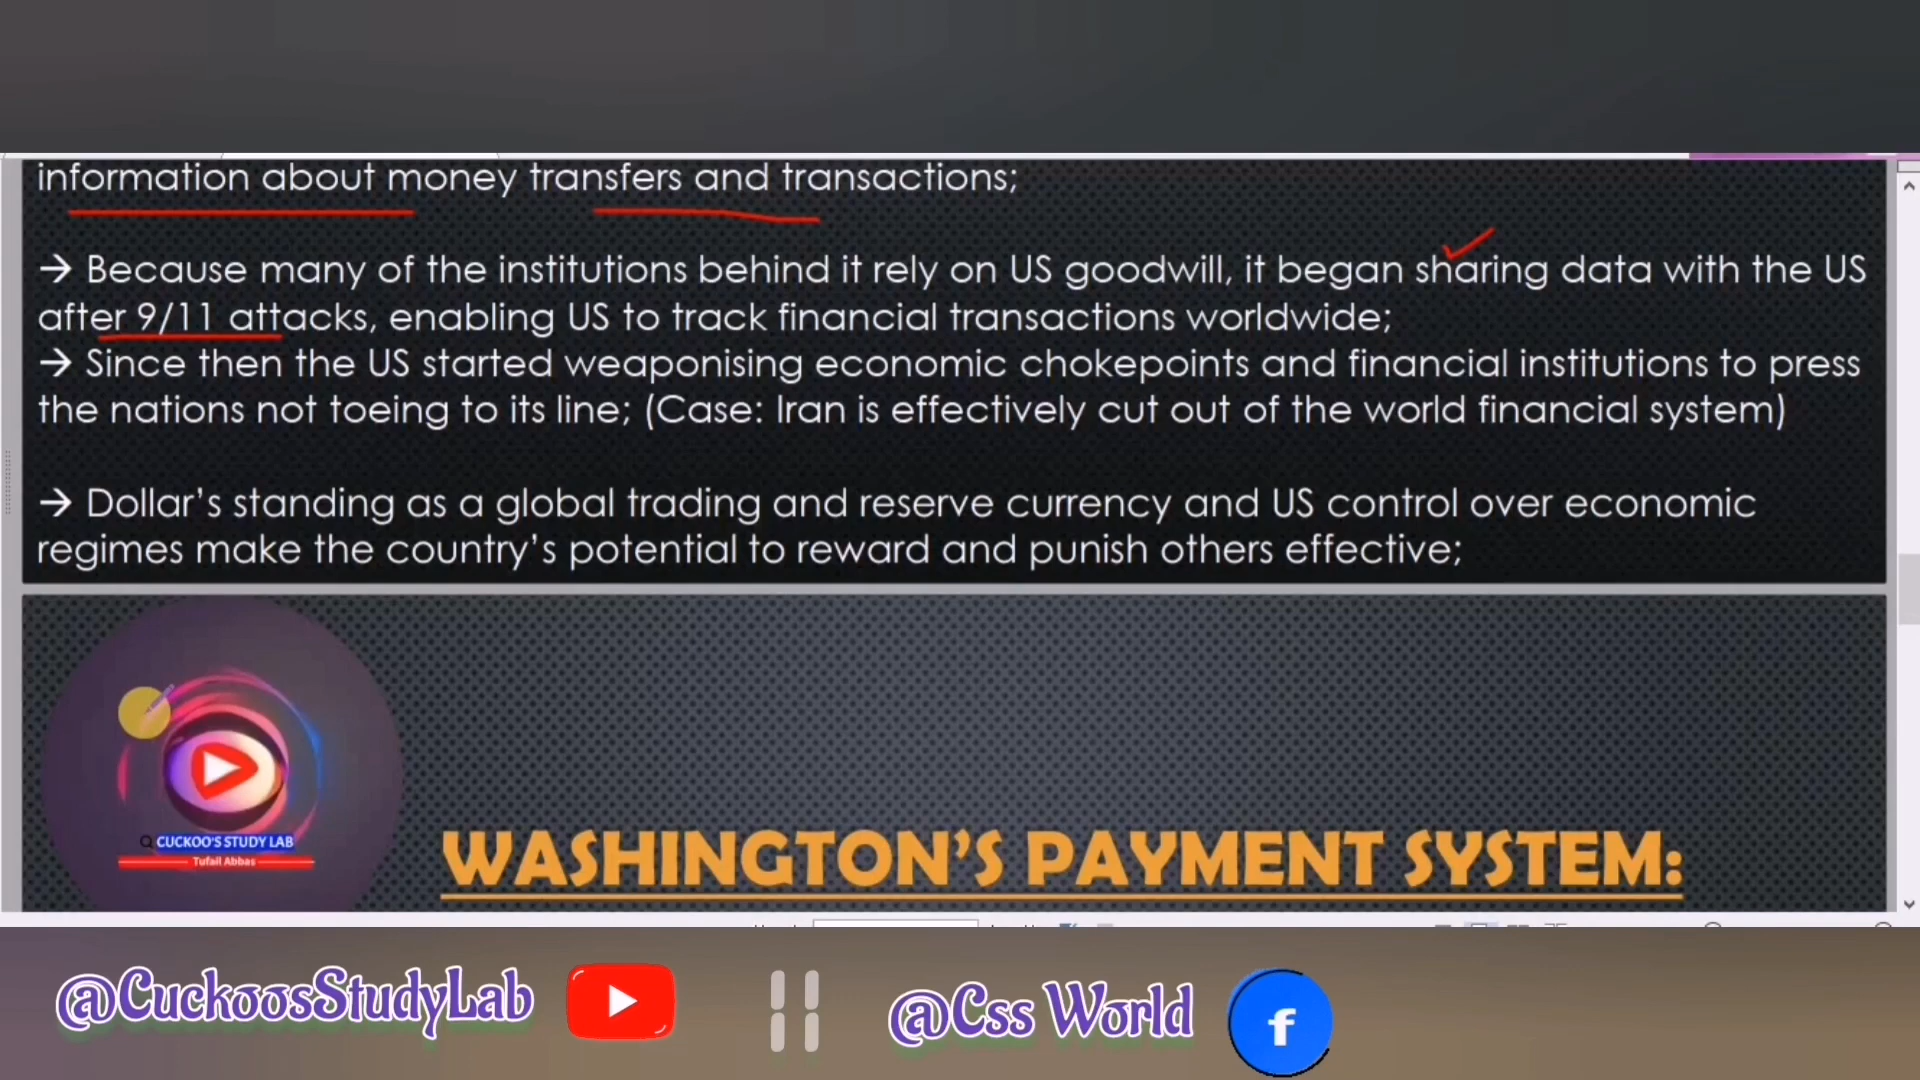 information about money transfers and transactions;
→ Because many of the institutions behind it rely on US goodwill, it began sharing data with the US
after 9/11 attacks, enabling US to track financial transactions worldwide;
→ Since then the US started weaponising economic chokepoints and financial institutions to press
the nations not toeing to its line; (Case: Iran is effectively cut out of the world financial system)
→ Dollar’s standing as a global trading and reserve currency and US control over economic
regimes make the country’s potential to reward and punish others effective;
CUCKOO'S STUDY LAB
Tufail Abbas
WASHINGTON’S PAYMENT SYSTEM:
@CuckoosStudyLab
@Css World
f